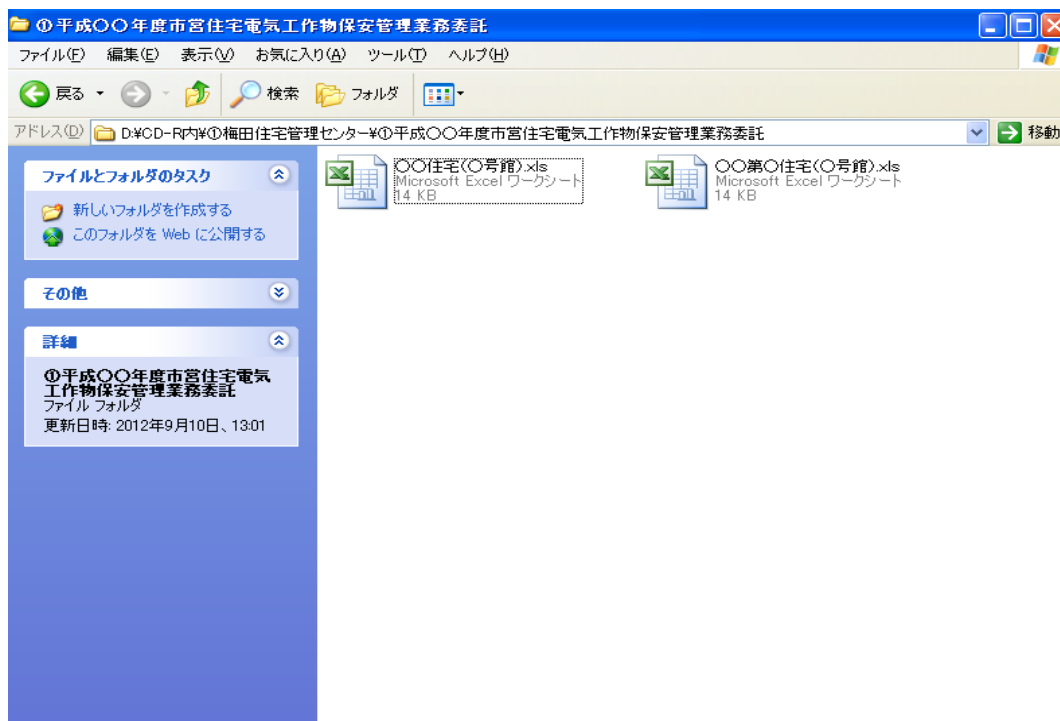 ①平成〇〇年度市営住宅電気工作物保安管理業務委託
ファイル(F) 編集(E) 表示(V) お気に入り(A) ツール(T) ヘルプ(H)
戻る 検索 フォルダ
アドレス(D) D:¥CD-R内¥①梅田住宅管理センター¥①平成〇〇年度市営住宅電気工作物保安管理業務委託 移動
ファイルとフォルダのタスク
新しいフォルダを作成する
このフォルダを Web に公開する
その他
詳細
①平成〇〇年度市営住宅電気
工作物保安管理業務委託
ファイル フォルダ
更新日時: 2012年9月10日、13:01
〇〇住宅(〇号館).xls
Microsoft Excel ワークシート
14 KB
〇〇第〇住宅(〇号館).xls
Microsoft Excel ワークシート
14 KB